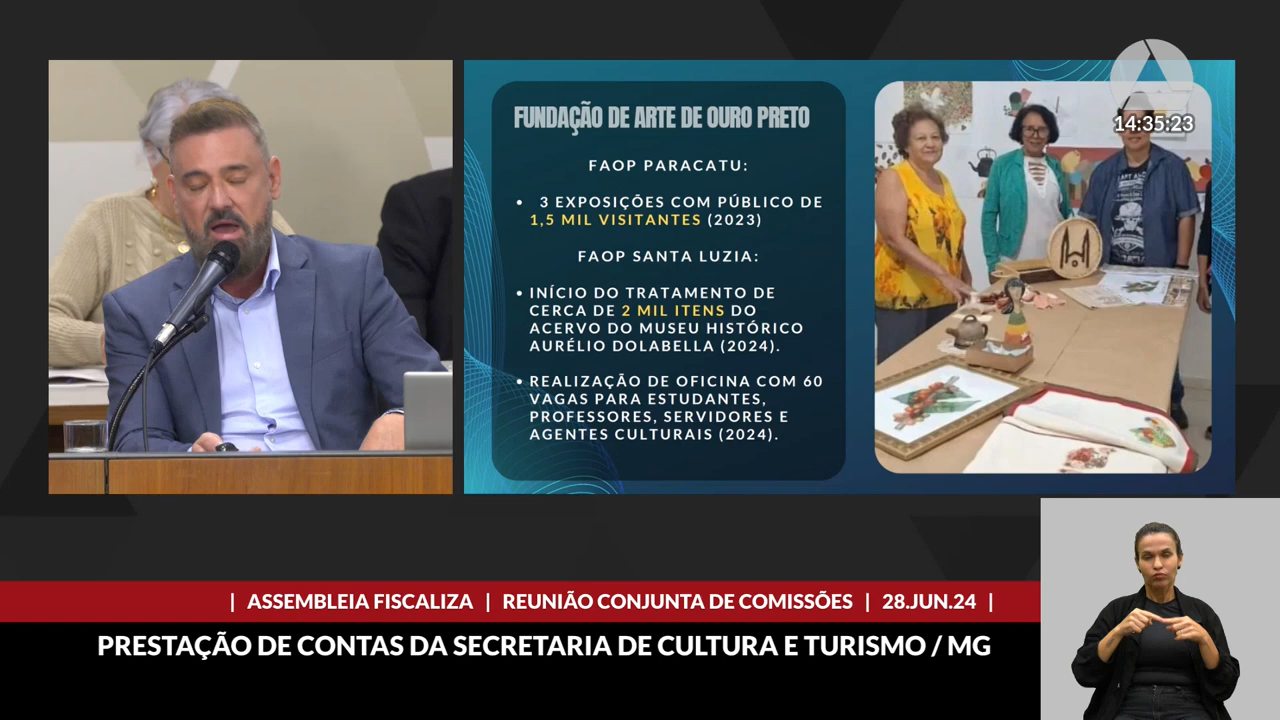 14:35:23
FUNDAÇÃO DE ARTE DE OURO PRETO
FAOP PARACATU:
• 3 EXPOSIÇÕES COM PÚBLICO DE
1,5 MIL VISITANTES (2023)
FAOP SANTA LUZIA:
• INÍCIO DO TRATAMENTO DE
CERCA DE 2 MIL ITENS DO
ACERVO DO MUSEU HISTÓRICO
AURÉLIO DOLABELLA (2024).
• REALIZAÇÃO DE OFICINA COM 60
VAGAS PARA ESTUDANTES,
PROFESSORES, SERVIDORES E
AGENTES CULTURAIS (2024).
| ASSEMBLEIA FISCALIZA | REUNIÃO CONJUNTA DE COMISSÕES | 28.JUN.24 |
PRESTAÇÃO DE CONTAS DA SECRETARIA DE CULTURA E TURISMO / MG